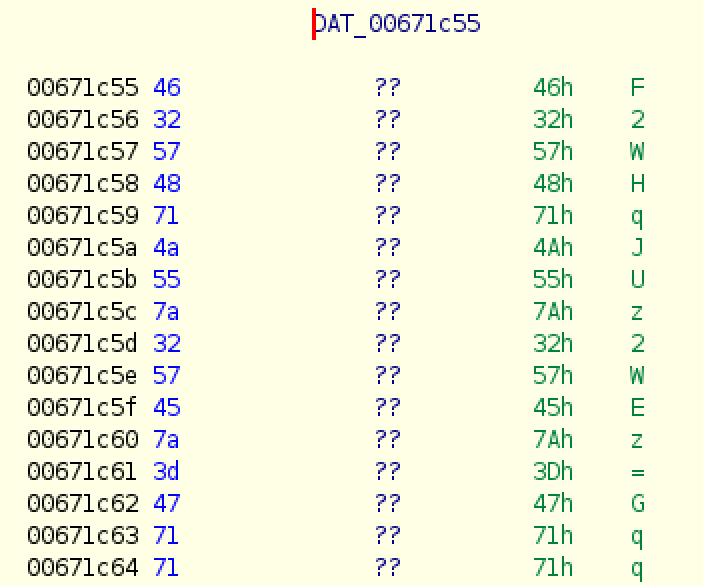 DAT_00671c55
00671c55 46 ?? 46h F
00671c56 32 ?? 32h 2
00671c57 57 ?? 57h W
00671c58 48 ?? 48h H
00671c59 71 ?? 71h q
00671c5a 4a ?? 4Ah J
00671c5b 55 ?? 55h U
00671c5c 7a ?? 7Ah z
00671c5d 32 ?? 32h 2
00671c5e 57 ?? 57h W
00671c5f 45 ?? 45h E
00671c60 7a ?? 7Ah z
00671c61 3d ?? 3Dh =
00671c62 47 ?? 47h G
00671c63 71 ?? 71h q
00671c64 71 ?? 71h q